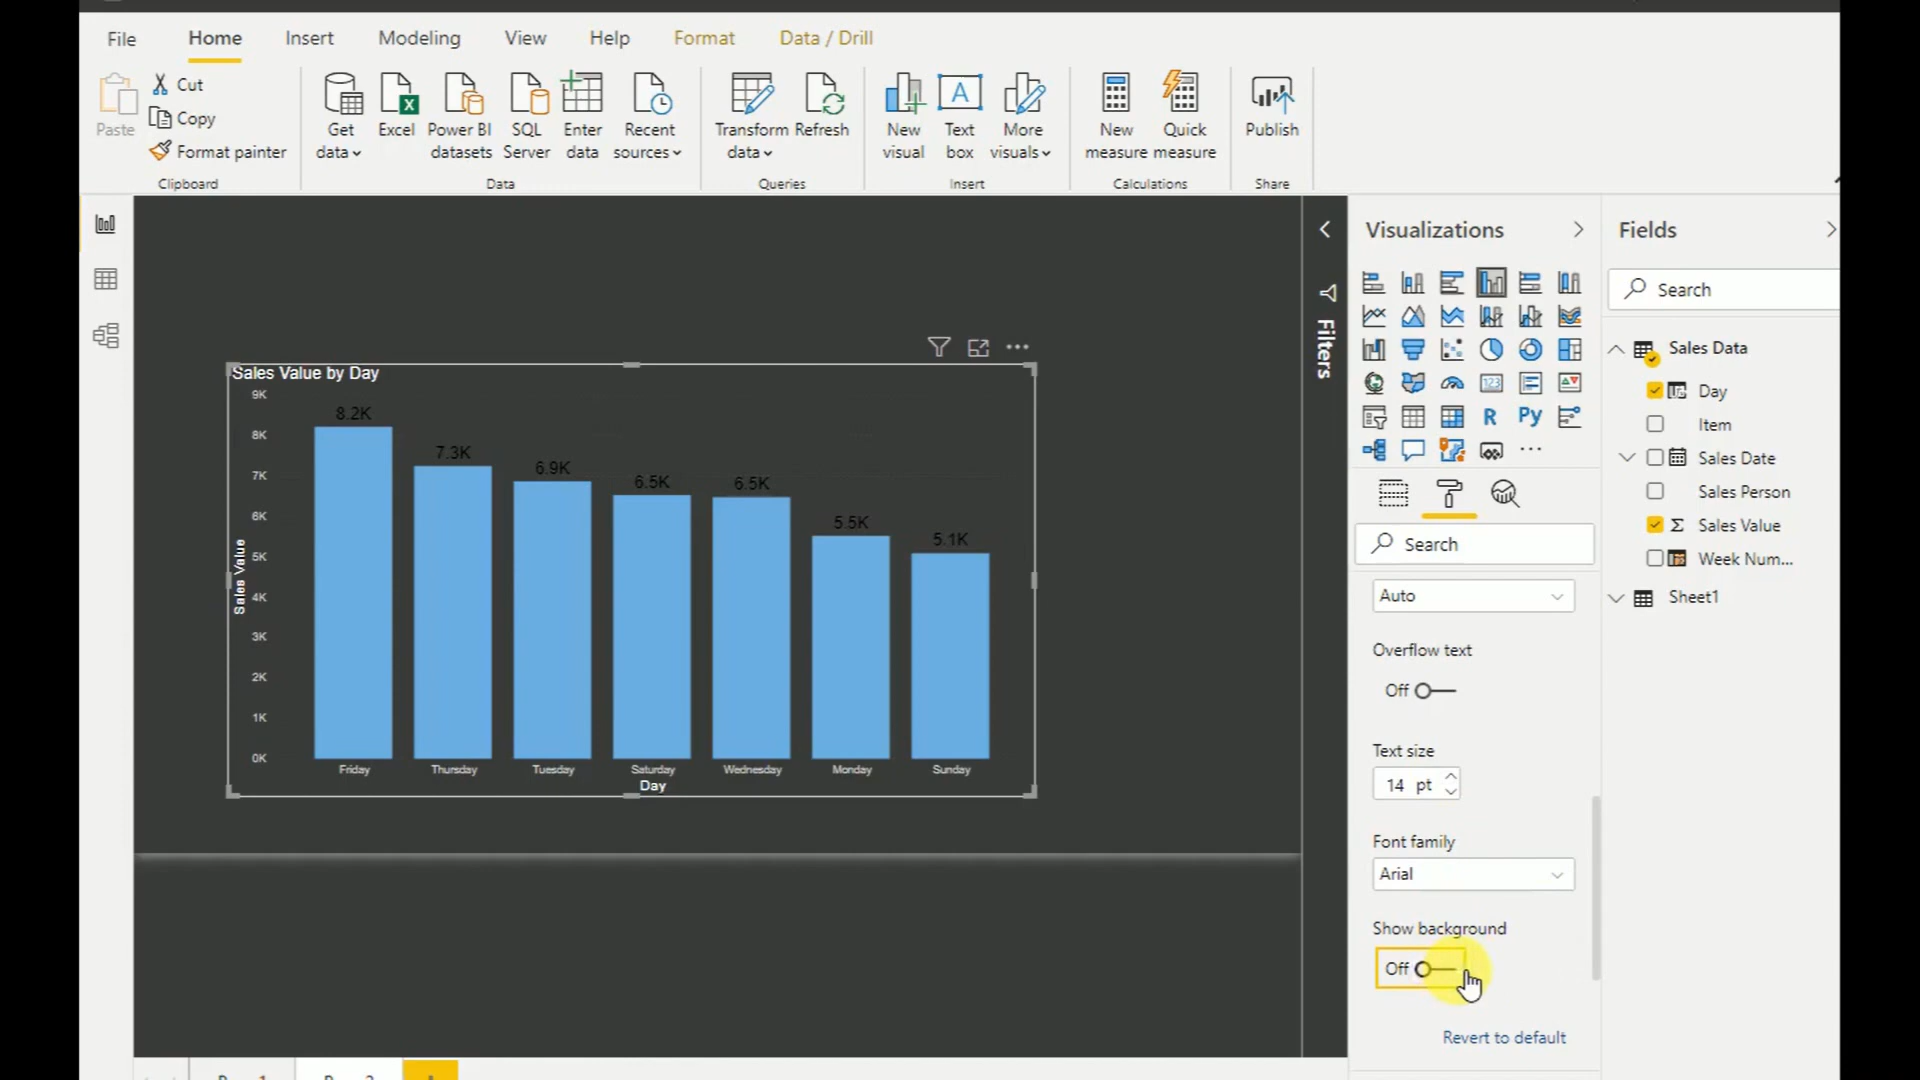 File
Home
Insert
Modeling
View
Help
Format
Data / Drill
Paste
Cut
Copy
Format painter
Clipboard
Get data
Excel
Power BI datasets
SQL Server
Enter data
Recent sources
Data
Transform data
Refresh
Queries
New visual
Text box
More visuals
Insert
New measure
Quick measure
Calculations
Publish
Share
Sales Value by Day
9K
8K
7K
6K
5K
4K
3K
2K
1K
0K
Sales Value
8.2K
7.3K
6.9K
6.5K
6.5K
5.5K
5.1K
Friday
Thursday
Tuesday
Saturday
Wednesday
Monday
Sunday
Day
Filters
Visualizations
123
R
Py
Search
Auto
Overflow text
Off
Text size
14 pt
Font family
Arial
Show background
Off
Revert to default
Fields
Search
Sales Data
Day
Item
Sales Date
Sales Person
Σ Sales Value
Week Num...
Sheet1